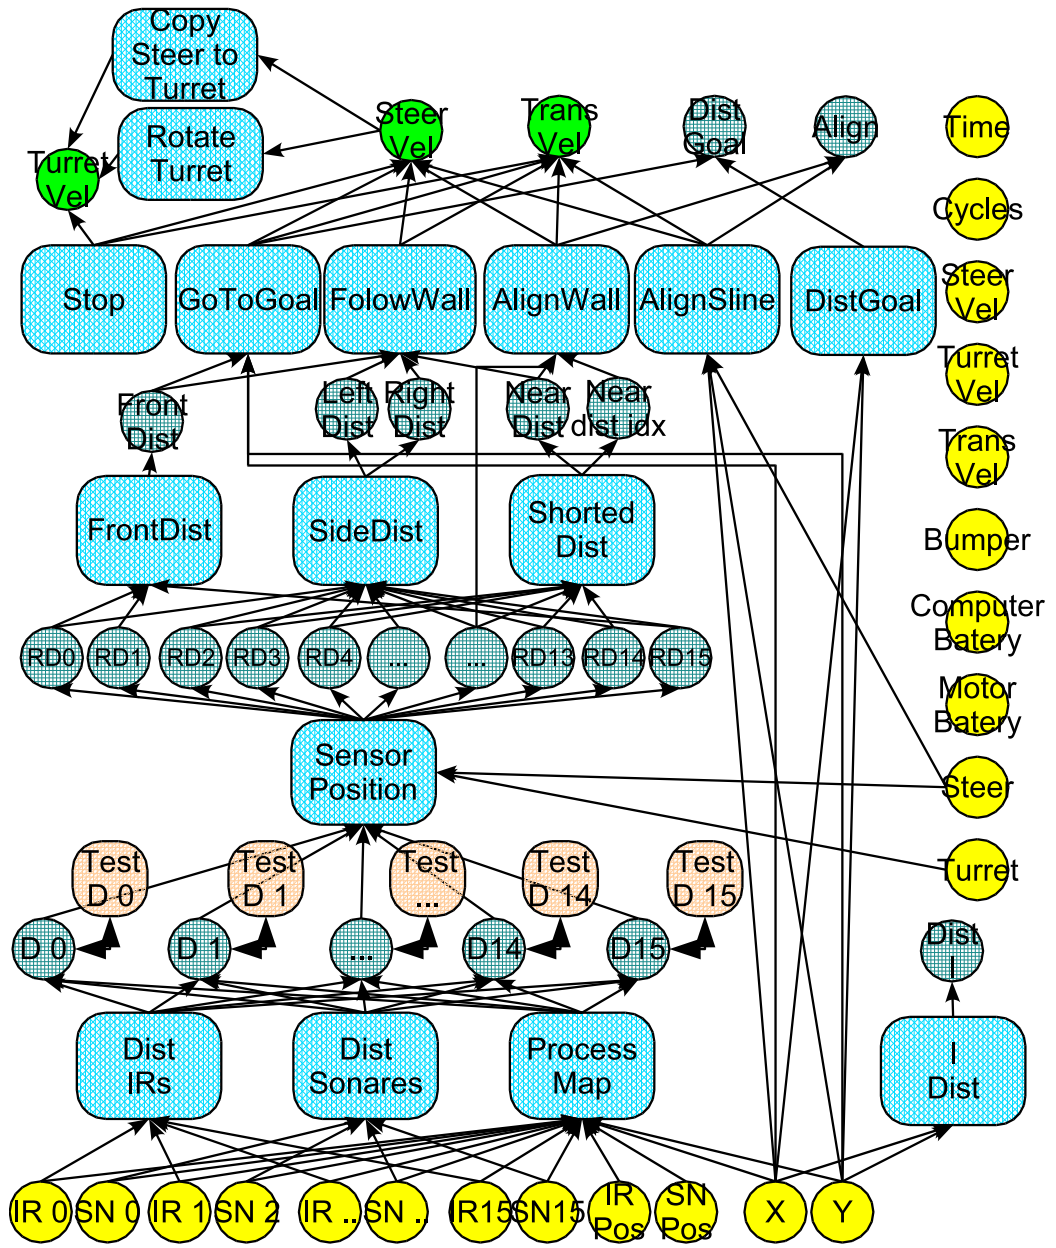 Copy
Steer to
Turret
Rotate
Turret
Turret
Vel
Steer
Vel
Trans
Vel
Dist
Goal
Align
Time
Cycles
Steer
Vel
Turret
Vel
Trans
Vel
Bumper
Computer
Batery
Motor
Batery
Steer
Turret
Stop
GoToGoal
FolowWall
AlignWall
AlignSline
DistGoal
Front
Dist
Left
Dist
Right
Dist
Near
Dist
Near
dist idx
FrontDist
SideDist
Shorted
Dist
RD0
RD1
RD2
RD3
RD4
...
...
RD13
RD14
RD15
Sensor
Position
Test
D 0
Test
D 1
Test
...
Test
D 14
Test
D 15
D 0
D 1
...
D14
D15
Dist
I
Dist
IRs
Dist
Sonares
Process
Map
I
Dist
IR 0
SN 0
IR 1
SN 2
IR ..
SN ..
IR15
SN15
IR
Pos
SN
Pos
X
Y